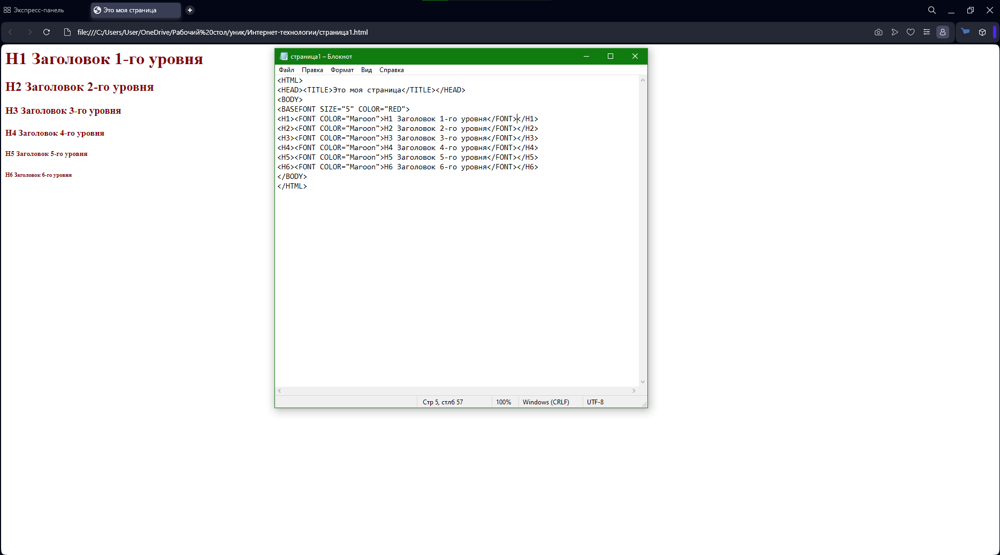 Экспресс-панель
Это моя страница
file:///C:/Users/User/OneDrive/Рабочий%20стол/уник/Интернет-технологии/страница1.html
H1 Заголовок 1-го уровня
H2 Заголовок 2-го уровня
H3 Заголовок 3-го уровня
H4 Заголовок 4-го уровня
H5 Заголовок 5-го уровня
H6 Заголовок 6-го уровня
страница1 – Блокнот
Файл Правка Формат Вид Справка
<HTML>
<HEAD><TITLE>Это моя страница</TITLE></HEAD>
<BODY>
<BASEFONT SIZE="5" COLOR="RED">
<H1><FONT COLOR="Maroon">H1 Заголовок 1-го уровня</FONT></H1>
<H2><FONT COLOR="Maroon">H2 Заголовок 2-го уровня</FONT></H2>
<H3><FONT COLOR="Maroon">H3 Заголовок 3-го уровня</FONT></H3>
<H4><FONT COLOR="Maroon">H4 Заголовок 4-го уровня</FONT></H4>
<H5><FONT COLOR="Maroon">H5 Заголовок 5-го уровня</FONT></H5>
<H6><FONT COLOR="Maroon">H6 Заголовок 6-го уровня</FONT></H6>
</BODY>
</HTML>
Стр 5, стлб 57 100% Windows (CRLF) UTF-8